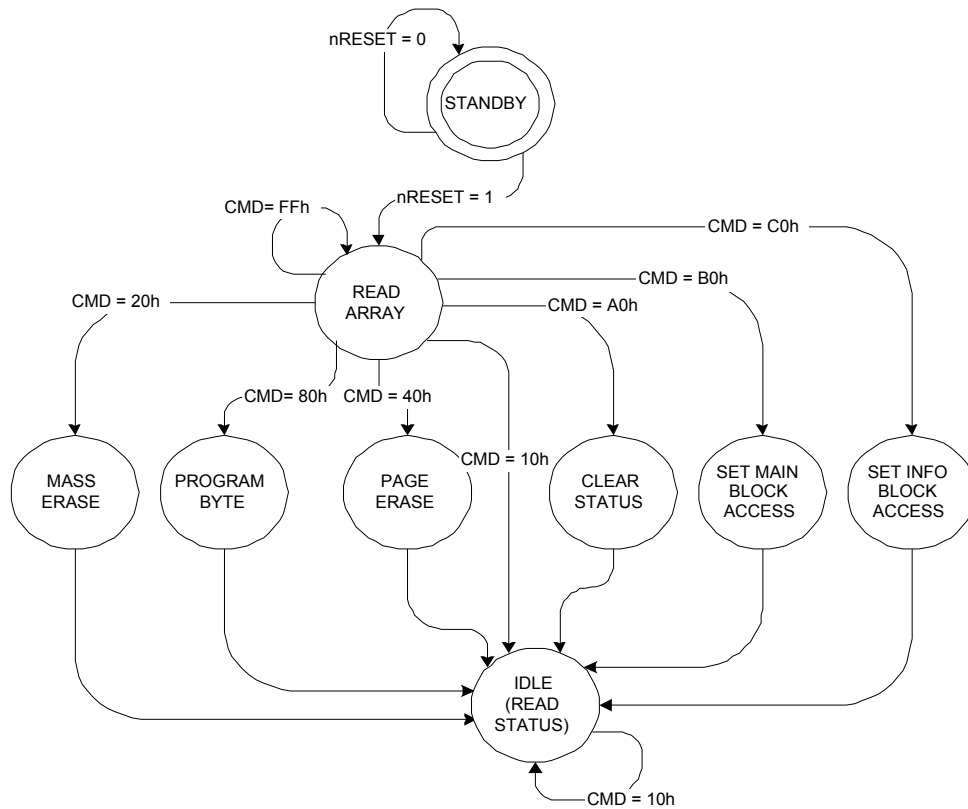 nRESET = 0
STANDBY
nRESET = 1
CMD= FFh
CMD = C0h
CMD = B0h
READ
ARRAY
CMD = 20h
CMD = A0h
CMD= 80h
CMD = 40h
CMD = 10h
MASS
ERASE
PROGRAM
BYTE
PAGE
ERASE
CLEAR
STATUS
SET MAIN
BLOCK
ACCESS
SET INFO
BLOCK
ACCESS
IDLE
(READ
STATUS)
CMD = 10h